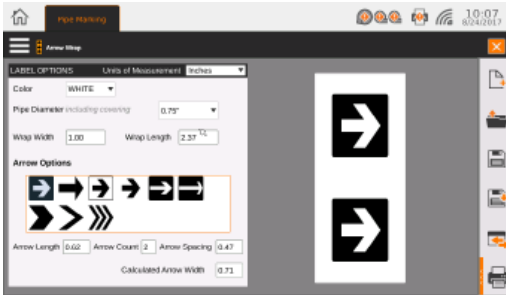 Pipe Marking
10:07
8/24/2017
Arrow Wrap
LABEL OPTIONS Units of Measurement Inches
Color WHITE
Pipe Diameter including covering 0.75"
Wrap Width 1.00 Wrap Length 2.37
Arrow Options
Arrow Length 0.62 Arrow Count 2 Arrow Spacing 0.47
Calculated Arrow Width 0.71